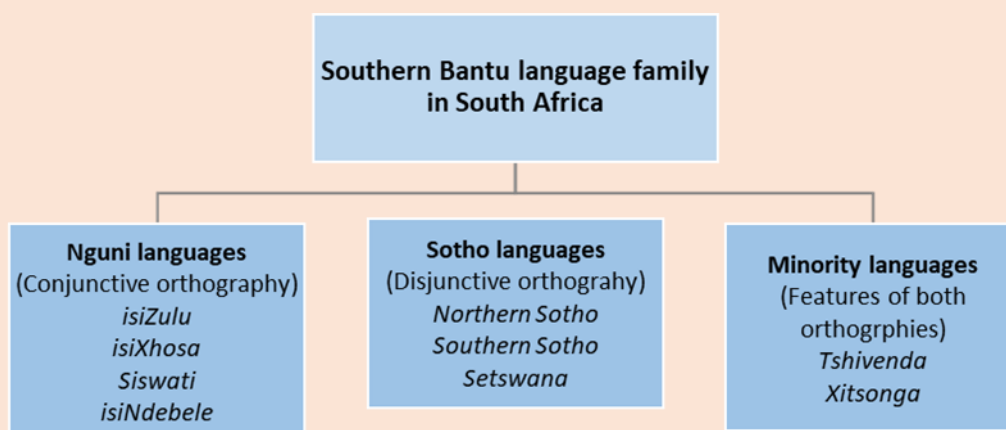 Southern Bantu language family
in South Africa
Nguni languages
(Conjunctive orthography)
isiZulu
isiXhosa
Siswati
isiNdebele
Sotho languages
(Disjunctive orthograhy)
Northern Sotho
Southern Sotho
Setswana
Minority languages
(Features of both
orthogrphies)
Tshivenda
Xitsonga